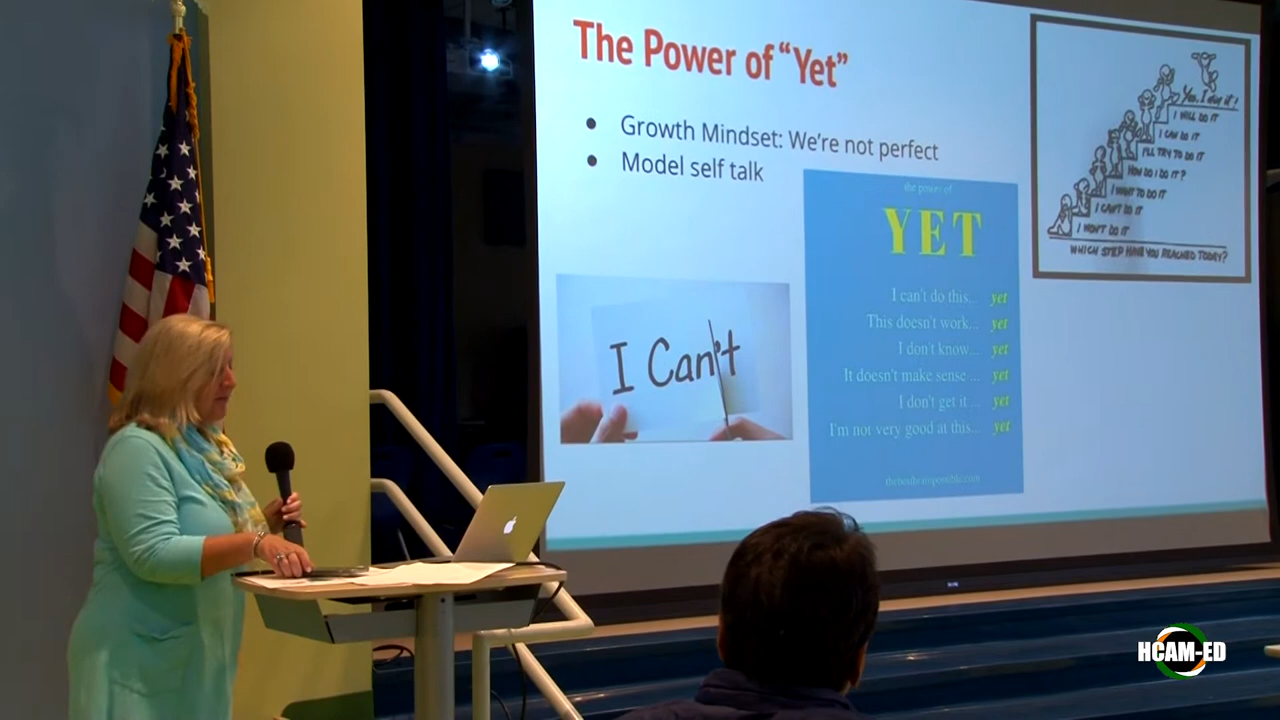 The Power of “Yet”
• Growth Mindset: We're not perfect
• Model self talk
I Can't
the power of
YET
I can't do this... yet
This doesn't work... yet
I don't know... yet
It doesn't make sense ... yet
I don't get it ... yet
I'm not very good at this... yet
Yes, I did it!
I WILL DO IT
I CAN DO IT
I'LL TRY TO DO IT
HOW DO I DO IT?
I WANT TO DO IT
I CAN'T DO IT
I WON'T DO IT
WHICH STEP HAVE YOU REACHED TODAY?
HCAM-ED